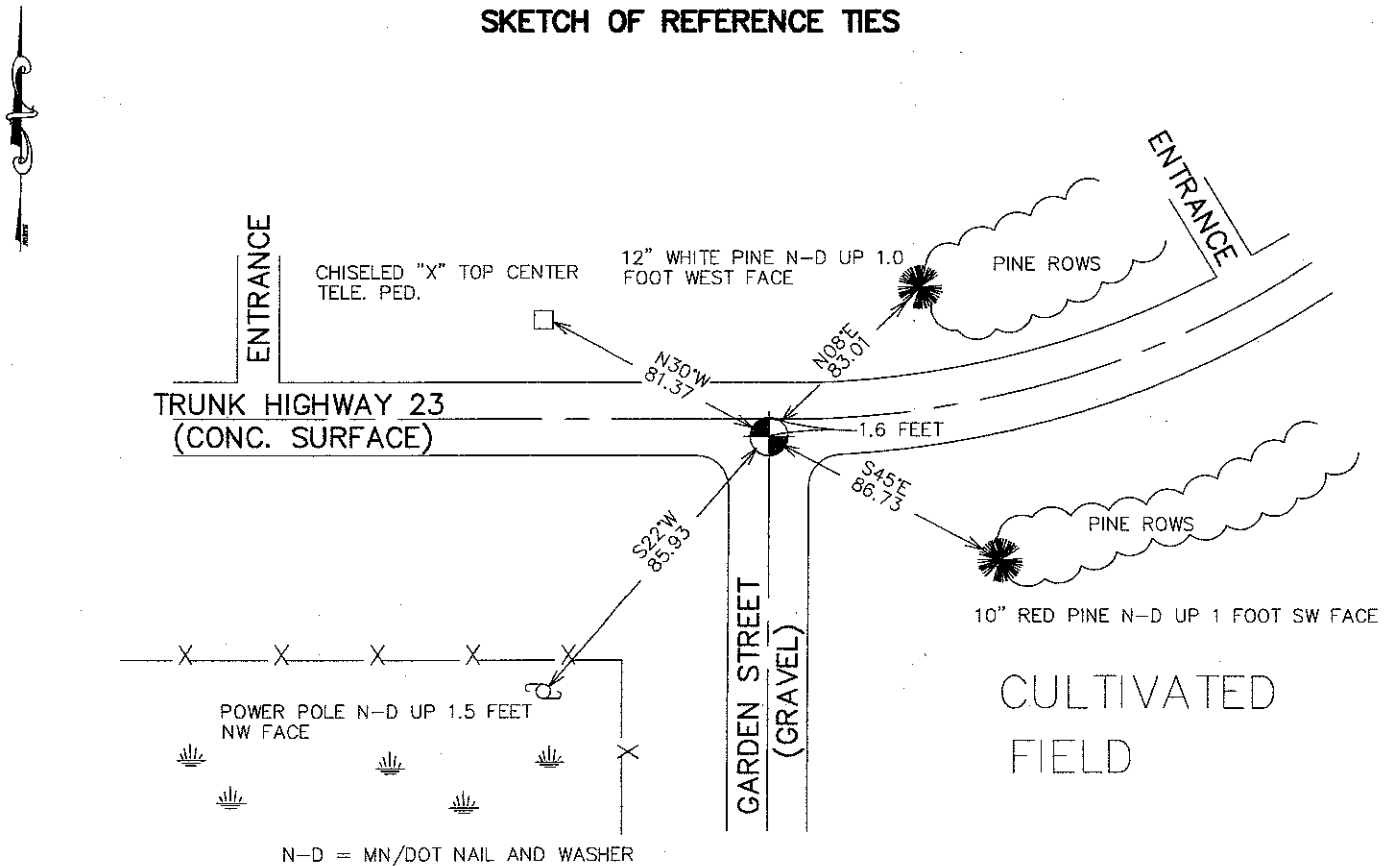 SKETCH OF REFERENCE TIES
ENTRANCE
ENTRANCE
12" WHITE PINE N-D UP 1.0
FOOT WEST FACE
PINE ROWS
CHISELED "X" TOP CENTER
TELE. PED.
N08°E
83.01
N30°W
81.37
TRUNK HIGHWAY 23
(CONC. SURFACE)
1.6 FEET
S45°E
86.73
S22°W
85.93
PINE ROWS
10" RED PINE N-D UP 1 FOOT SW FACE
GARDEN STREET
(GRAVEL)
CULTIVATED
FIELD
POWER POLE N-D UP 1.5 FEET
NW FACE
N-D = MN/DOT NAIL AND WASHER